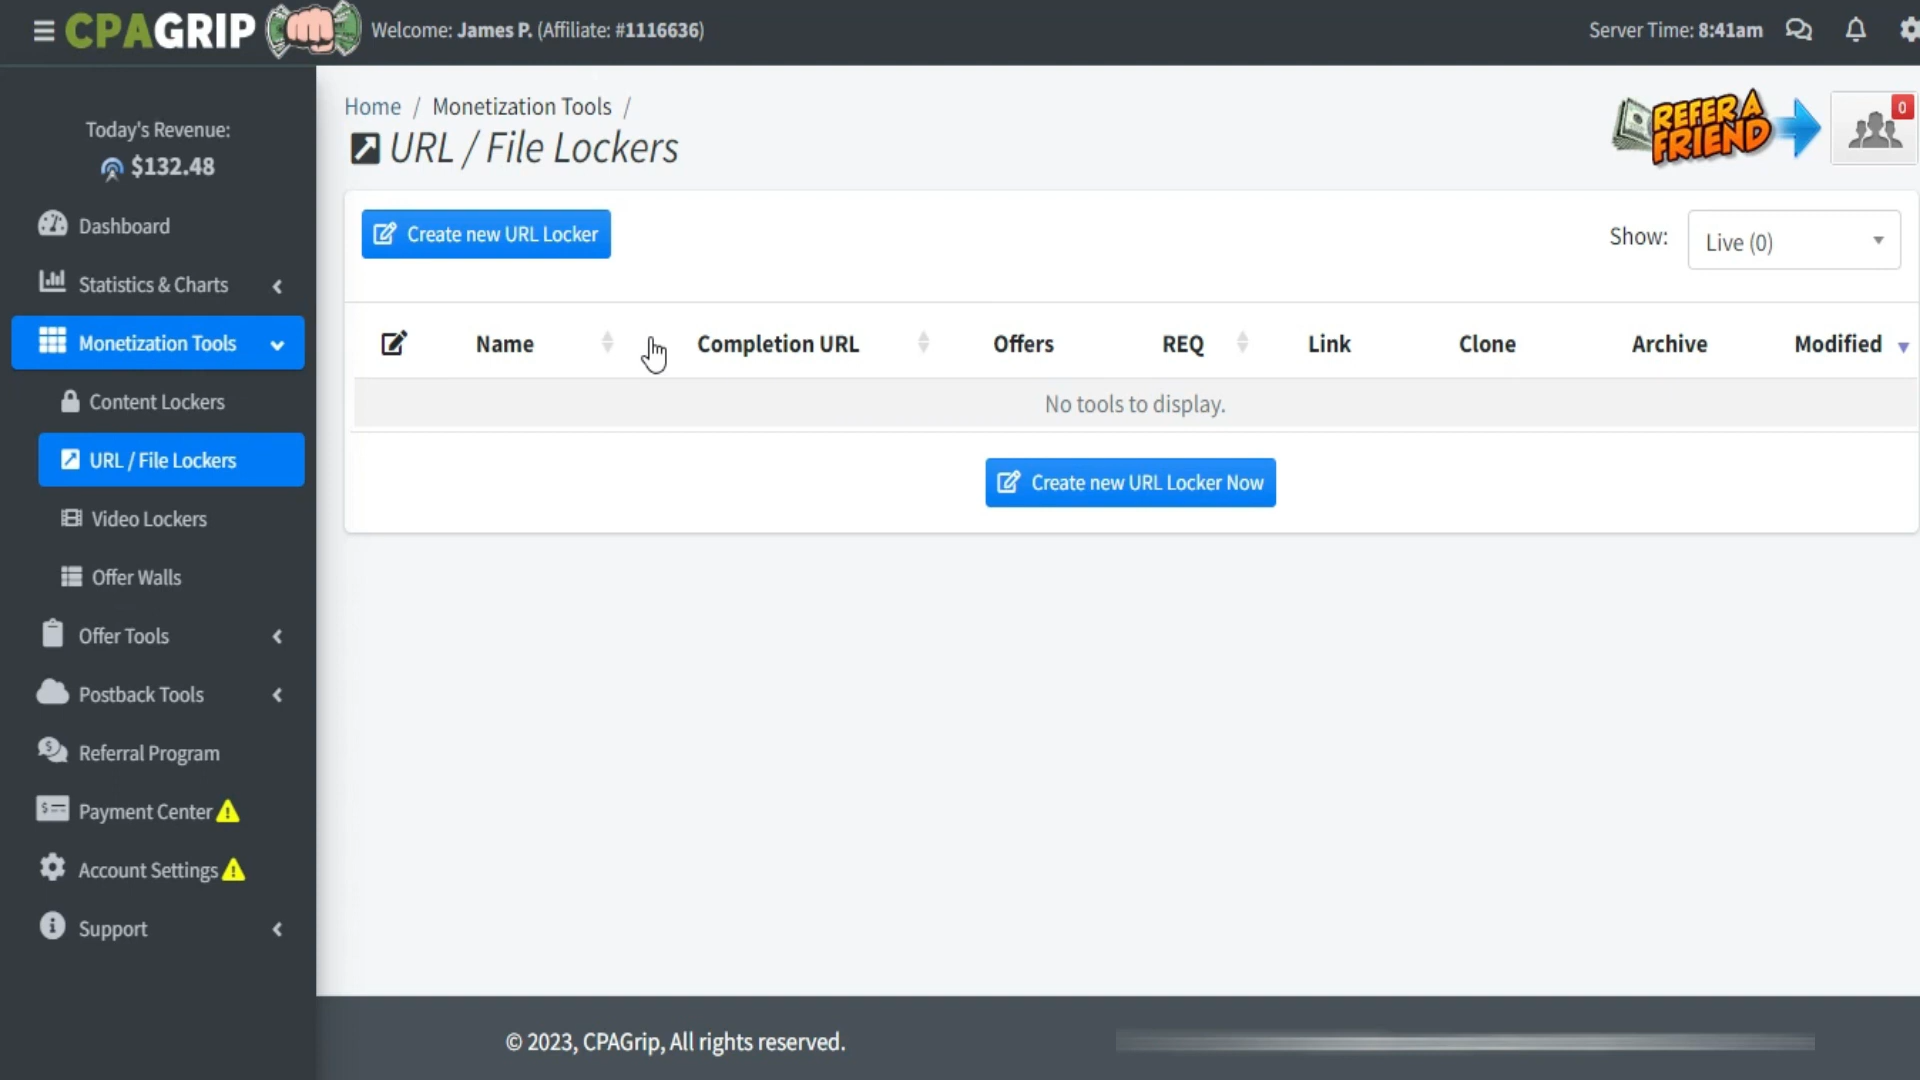 CPAGRIP Welcome: James P. (Affiliate: #1116636) Server Time: 8:41am
Today's Revenue:
$132.48
Dashboard
Statistics & Charts
Monetization Tools
Content Lockers
URL / File Lockers
Video Lockers
Offer Walls
Offer Tools
Postback Tools
Referral Program
Payment Center
Account Settings
Support
Home / Monetization Tools /
URL / File Lockers
REFER A
FRIEND
0
Create new URL Locker
Show: Live (0)
Name Completion URL Offers REQ Link Clone Archive Modified
No tools to display.
Create new URL Locker Now
© 2023, CPAGrip, All rights reserved.